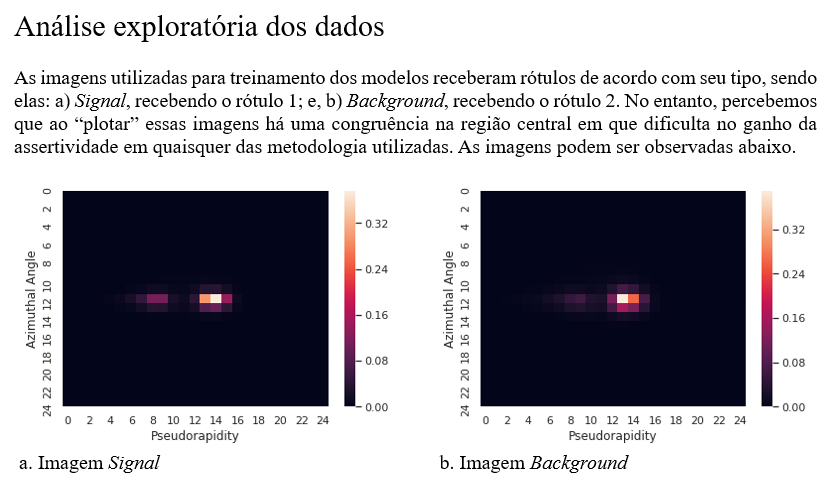 Análise exploratória dos dados
As imagens utilizadas para treinamento dos modelos receberam rótulos de acordo com seu tipo, sendo
elas: a) Signal, recebendo o rótulo 1; e, b) Background, recebendo o rótulo 2. No entanto, percebemos
que ao “plotar” essas imagens há uma congruência na região central em que dificulta no ganho da
assertividade em quaisquer das metodologia utilizadas. As imagens podem ser observadas abaixo.
Azimuthal Angle
0
2
4
6
8
10
12
14
16
18
20
22
24
0 2 4 6 8 10 12 14 16 18 20 22 24
Pseudorapidity
0.32
0.24
0.16
0.08
0.00
a. Imagem Signal
Azimuthal Angle
0
2
4
6
8
10
12
14
16
18
20
22
24
0 2 4 6 8 10 12 14 16 18 20 22 24
Pseudorapidity
0.32
0.24
0.16
0.08
0.00
b. Imagem Background